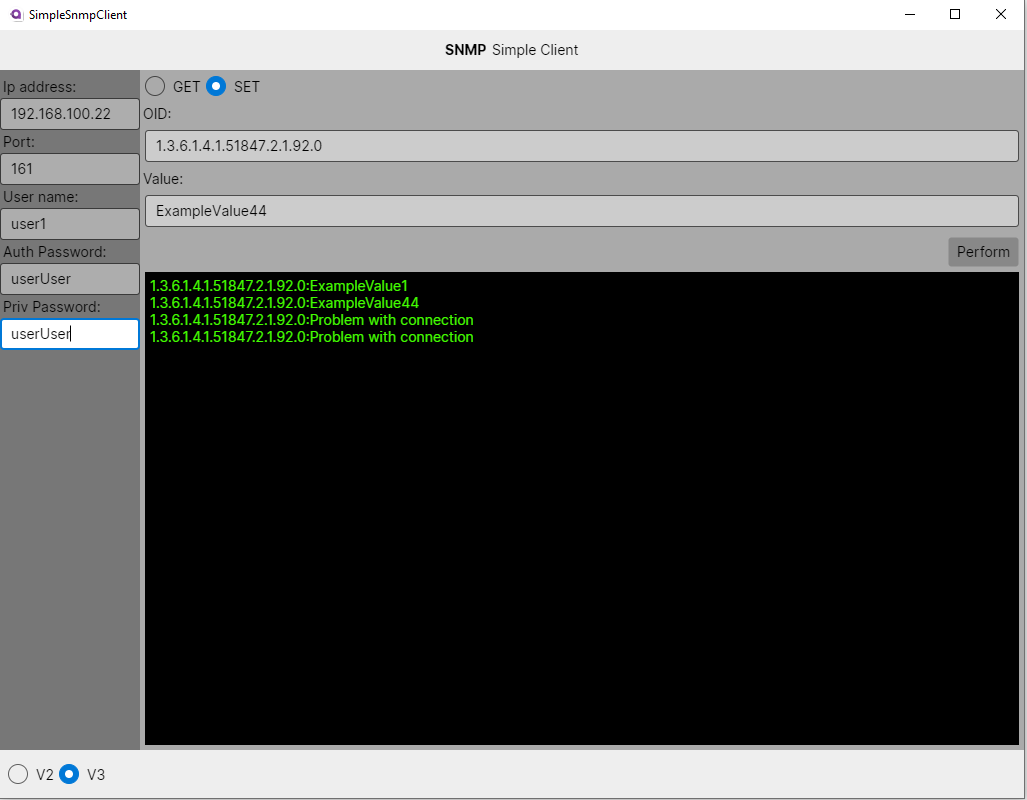 SimpleSnmpClient
SNMP Simple Client
Ip address:
192.168.100.22
Port:
161
User name:
user1
Auth Password:
userUser
Priv Password:
userUser
GET SET
OID:
1.3.6.1.4.1.51847.2.1.92.0
Value:
ExampleValue44
Perform
1.3.6.1.4.1.51847.2.1.92.0:ExampleValue1
1.3.6.1.4.1.51847.2.1.92.0:ExampleValue44
1.3.6.1.4.1.51847.2.1.92.0:Problem with connection
1.3.6.1.4.1.51847.2.1.92.0:Problem with connection
V2 V3